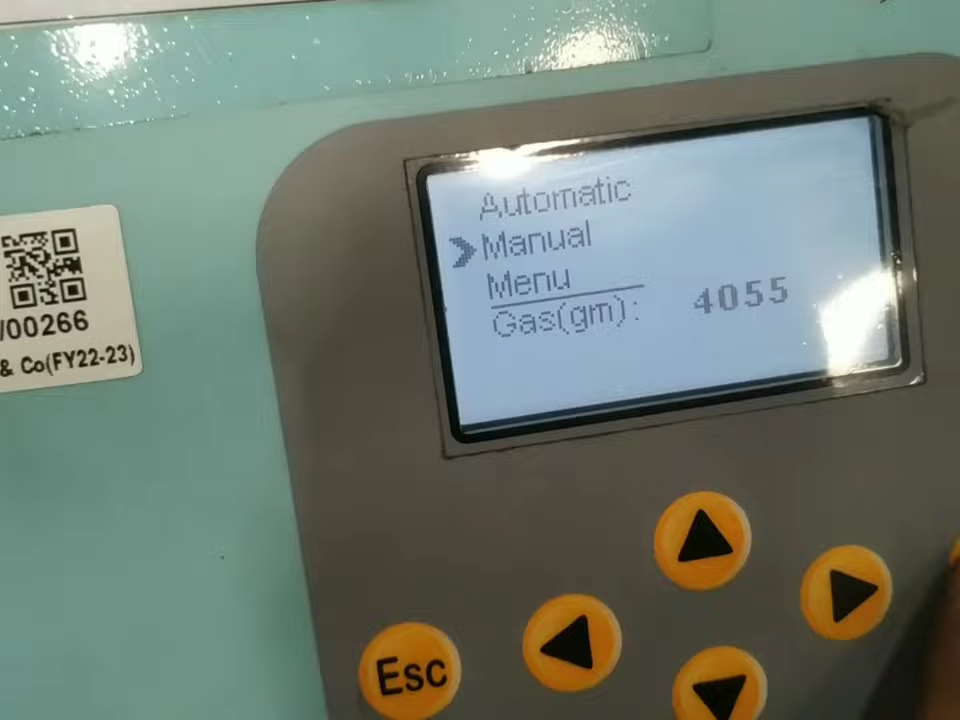 Automatic
Manual
Menu
Gas(gm): 4055
/00266
& Co(FY22-23)
Esc